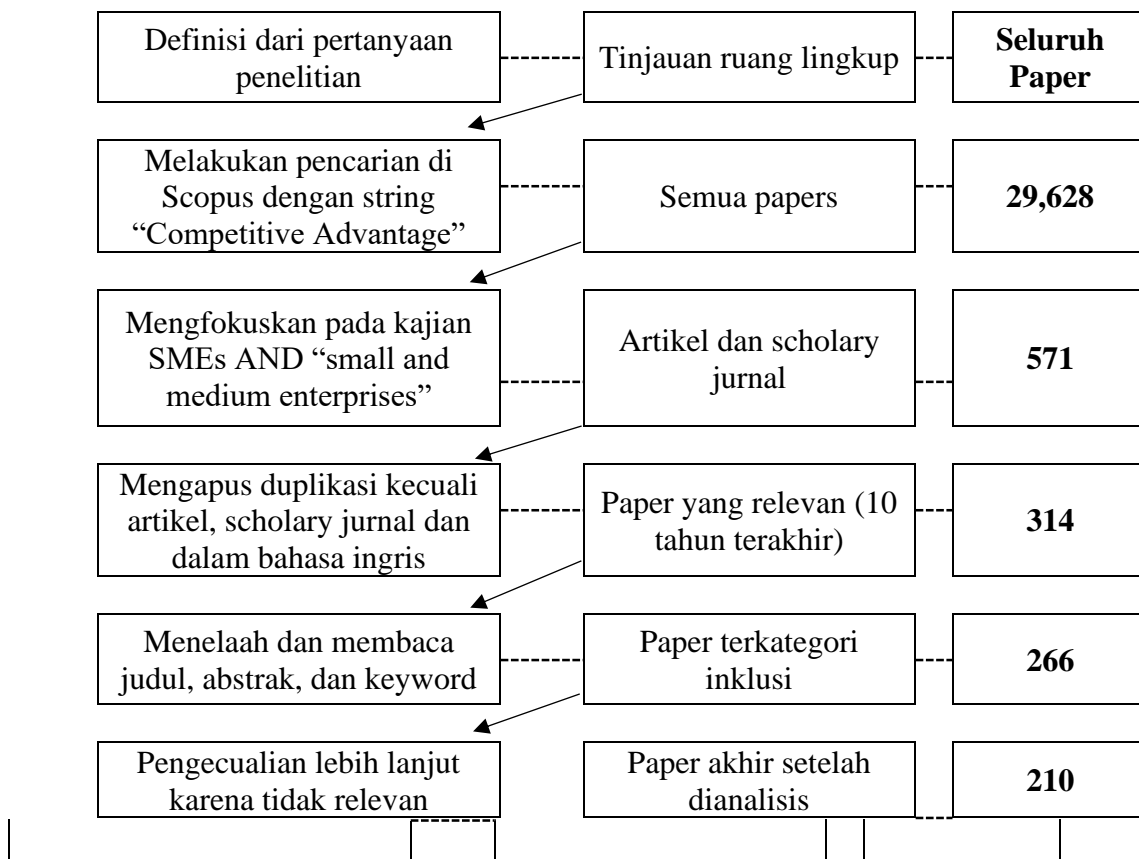 Definisi dari pertanyaan
penelitian
Tinjauan ruang lingkup
Seluruh
Paper
Melakukan pencarian di
Scopus dengan string
“Competitive Advantage”
Semua papers
29,628
Mengfokuskan pada kajian
SMEs AND “small and
medium enterprises”
Artikel dan scholary
jurnal
571
Mengapus duplikasi kecuali
artikel, scholary jurnal dan
dalam bahasa ingris
Paper yang relevan (10
tahun terakhir)
314
Menelaah dan membaca
judul, abstrak, dan keyword
Paper terkategori
inklusi
266
Pengecualian lebih lanjut
karena tidak relevan
Paper akhir setelah
dianalisis
210